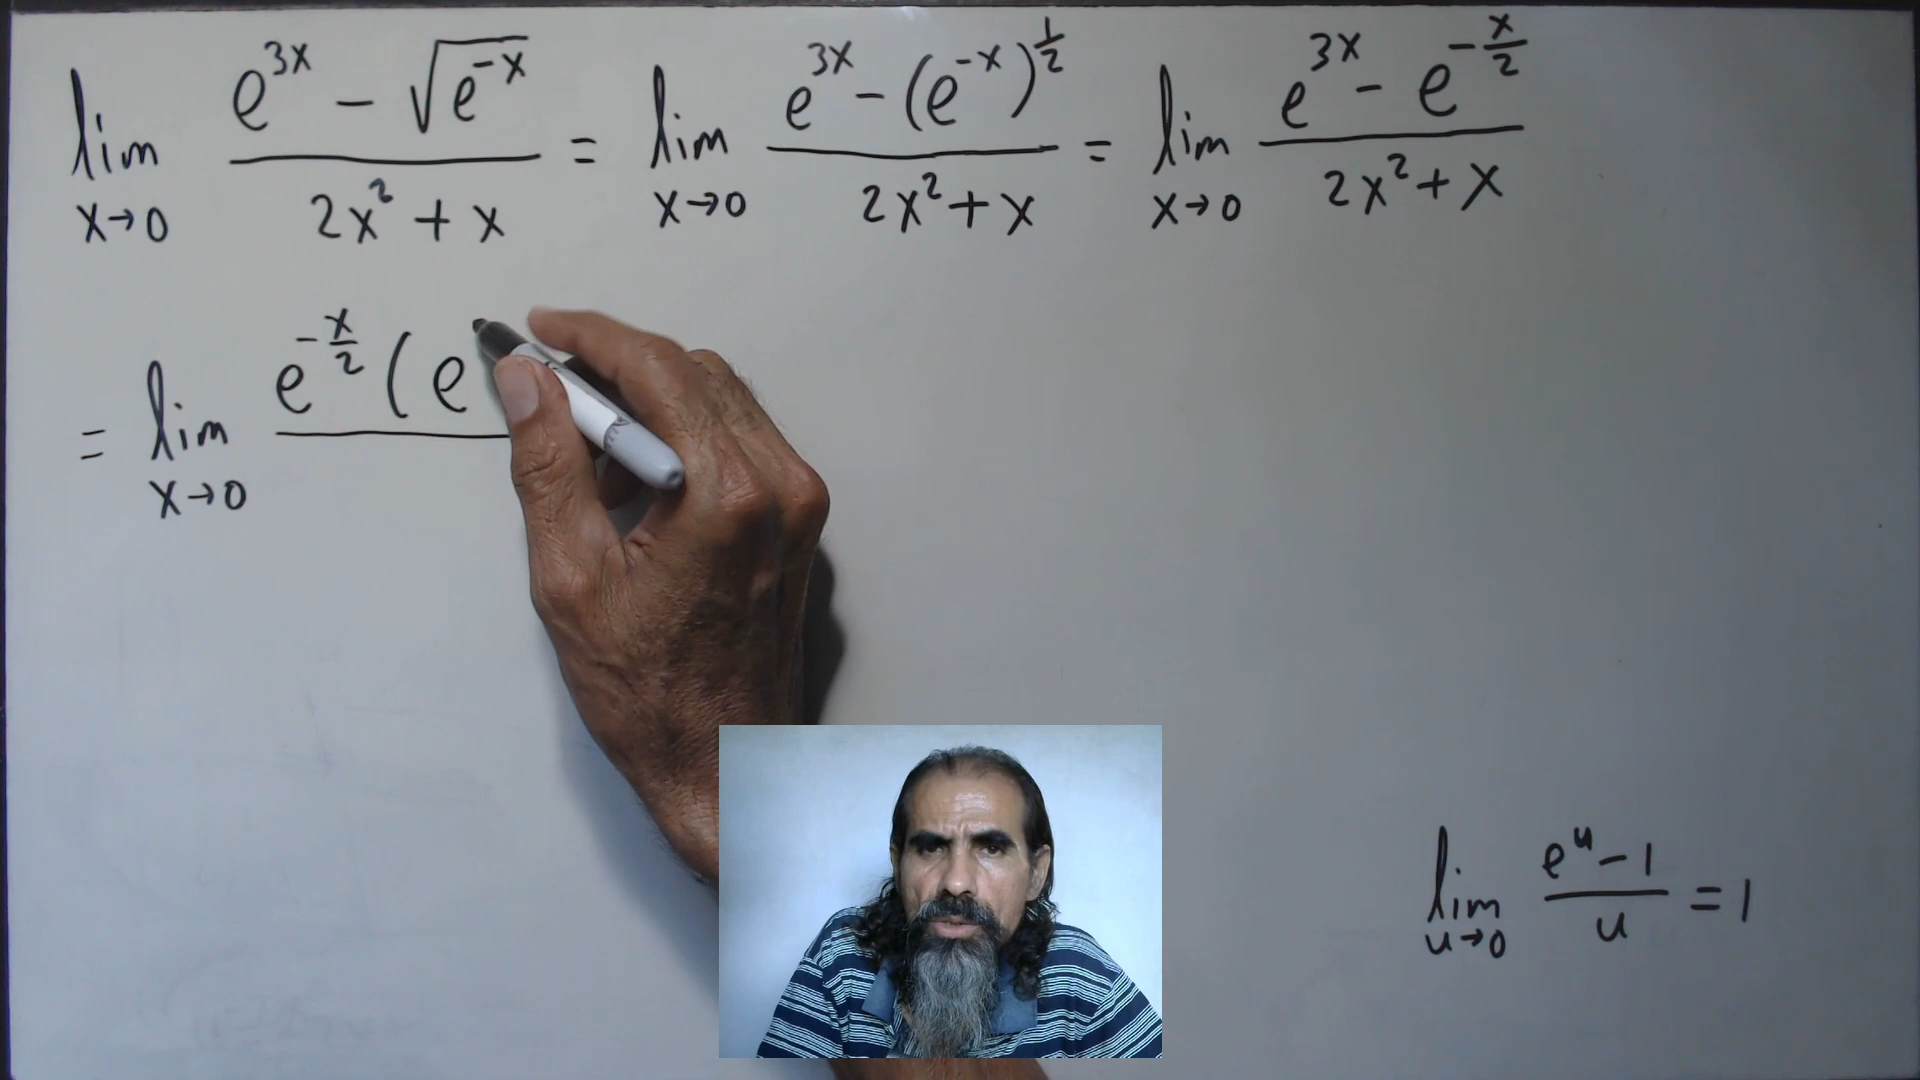 lim x→0 (e^{3x} - √(e^{-x}))/(2x² + x) = lim x→0 (e^{3x} - (e^{-x})^{1/2})/(2x² + x) = lim x→0 (e^{3x} - e^{-x/2})/(2x² + x)
= lim x→0 e^{-x/2} (e
lim u→0 (e^u - 1)/u = 1